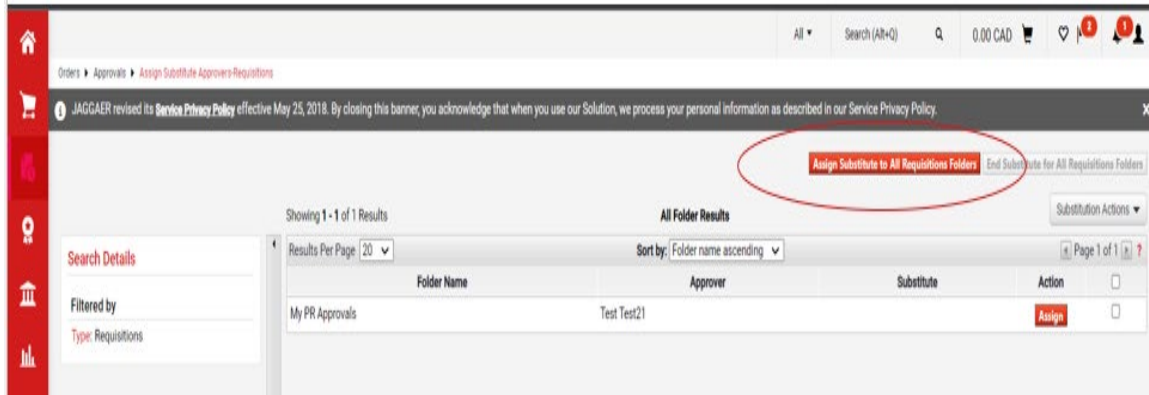 All ▼ Search (Alt+Q) 0.00 CAD 2 1
Orders ▶ Approvals ▶ Assign Substitute Approvers-Requisitions
JAGGAER revised its Service Privacy Policy effective May 25, 2018. By closing this banner, you acknowledge that when you use our Solution, we process your personal information as described in our Service Privacy Policy. X
Assign Substitute to All Requisitions Folders End Substitute for All Requisitions Folders
Showing 1 - 1 of 1 Results All Folder Results Substitution Actions ▼
Search Details
Results Per Page 20 Sort by: Folder name ascending Page 1 of 1 ?
Folder Name Approver Substitute Action
Filtered by
My PR Approvals Test Test21 Assign
Type: Requisitions